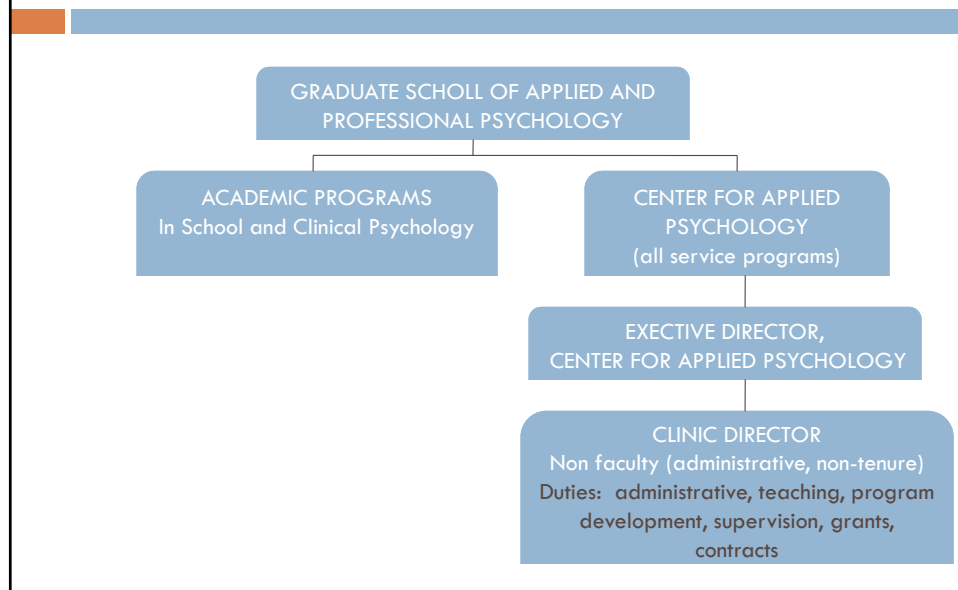 GRADUATE SCHOLL OF APPLIED AND
PROFESSIONAL PSYCHOLOGY
ACADEMIC PROGRAMS
In School and Clinical Psychology
CENTER FOR APPLIED
PSYCHOLOGY
(all service programs)
EXECTIVE DIRECTOR,
CENTER FOR APPLIED PSYCHOLOGY
CLINIC DIRECTOR
Non faculty (administrative, non-tenure)
Duties: administrative, teaching, program
development, supervision, grants,
contracts